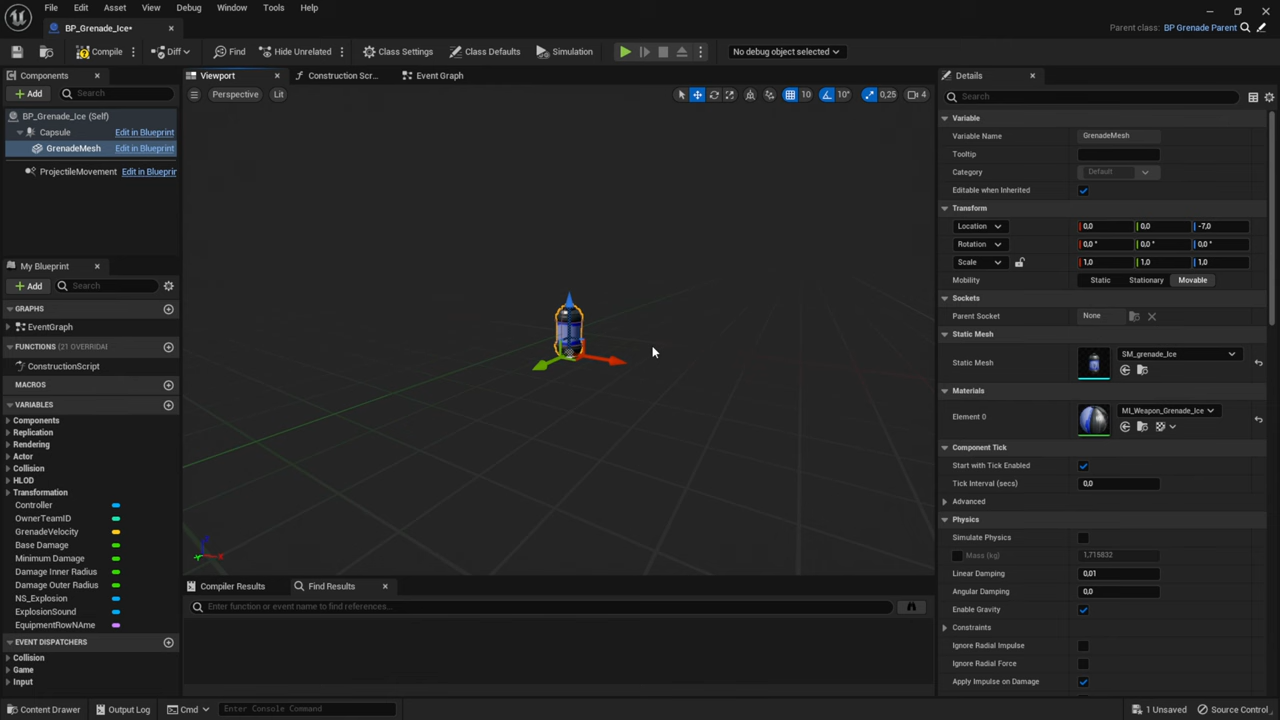 File Edit Asset View Debug Window Tools Help
BP_Grenade_Ice•
Parent class: BP Grenade Parent
Compile Diff Find Hide Unrelated Class Settings Class Defaults Simulation No debug object selected
Components
Add Search
BP_Grenade_Ice (Self)
Capsule Edit in Blueprint
GrenadeMesh Edit in Blueprint
ProjectileMovement Edit in Blueprin
My Blueprint
Add Search
GRAPHS
EventGraph
FUNCTIONS (21 OVERRIDAI
ConstructionScript
MACROS
VARIABLES
Components
Replication
Rendering
Actor
Collision
HLOD
Transformation
Controller
OwnerTeamID
GrenadeVelocity
Base Damage
Minimum Damage
Damage Inner Radius
Damage Outer Radius
NS_Explosion
ExplosionSound
EquipmentRowNAme
EVENT DISPATCHERS
Collision
Game
Input
Viewport Construction Scr... Event Graph
Perspective Lit 10 10° 0,25 4
Compiler Results Find Results
Enter function or event name to find references...
Details
Search
Variable
Variable Name GrenadeMesh
Tooltip
Category Default
Editable when Inherited
Transform
Location 0,0 0,0 -7,0
Rotation 0,0 ° 0,0 ° 0,0 °
Scale 1,0 1,0 1,0
Mobility Static Stationary Movable
Sockets
Parent Socket None
Static Mesh
Static Mesh SM_grenade_Ice
Materials
Element 0 MI_Weapon_Grenade_Ice
Component Tick
Start with Tick Enabled
Tick Interval (secs) 0,0
Advanced
Physics
Simulate Physics
Mass (kg) 1,715832
Linear Damping 0,01
Angular Damping 0,0
Enable Gravity
Constraints
Ignore Radial Impulse
Ignore Radial Force
Apply Impulse on Damage
Content Drawer Output Log Cmd Enter Console Command 1 Unsaved Source Control